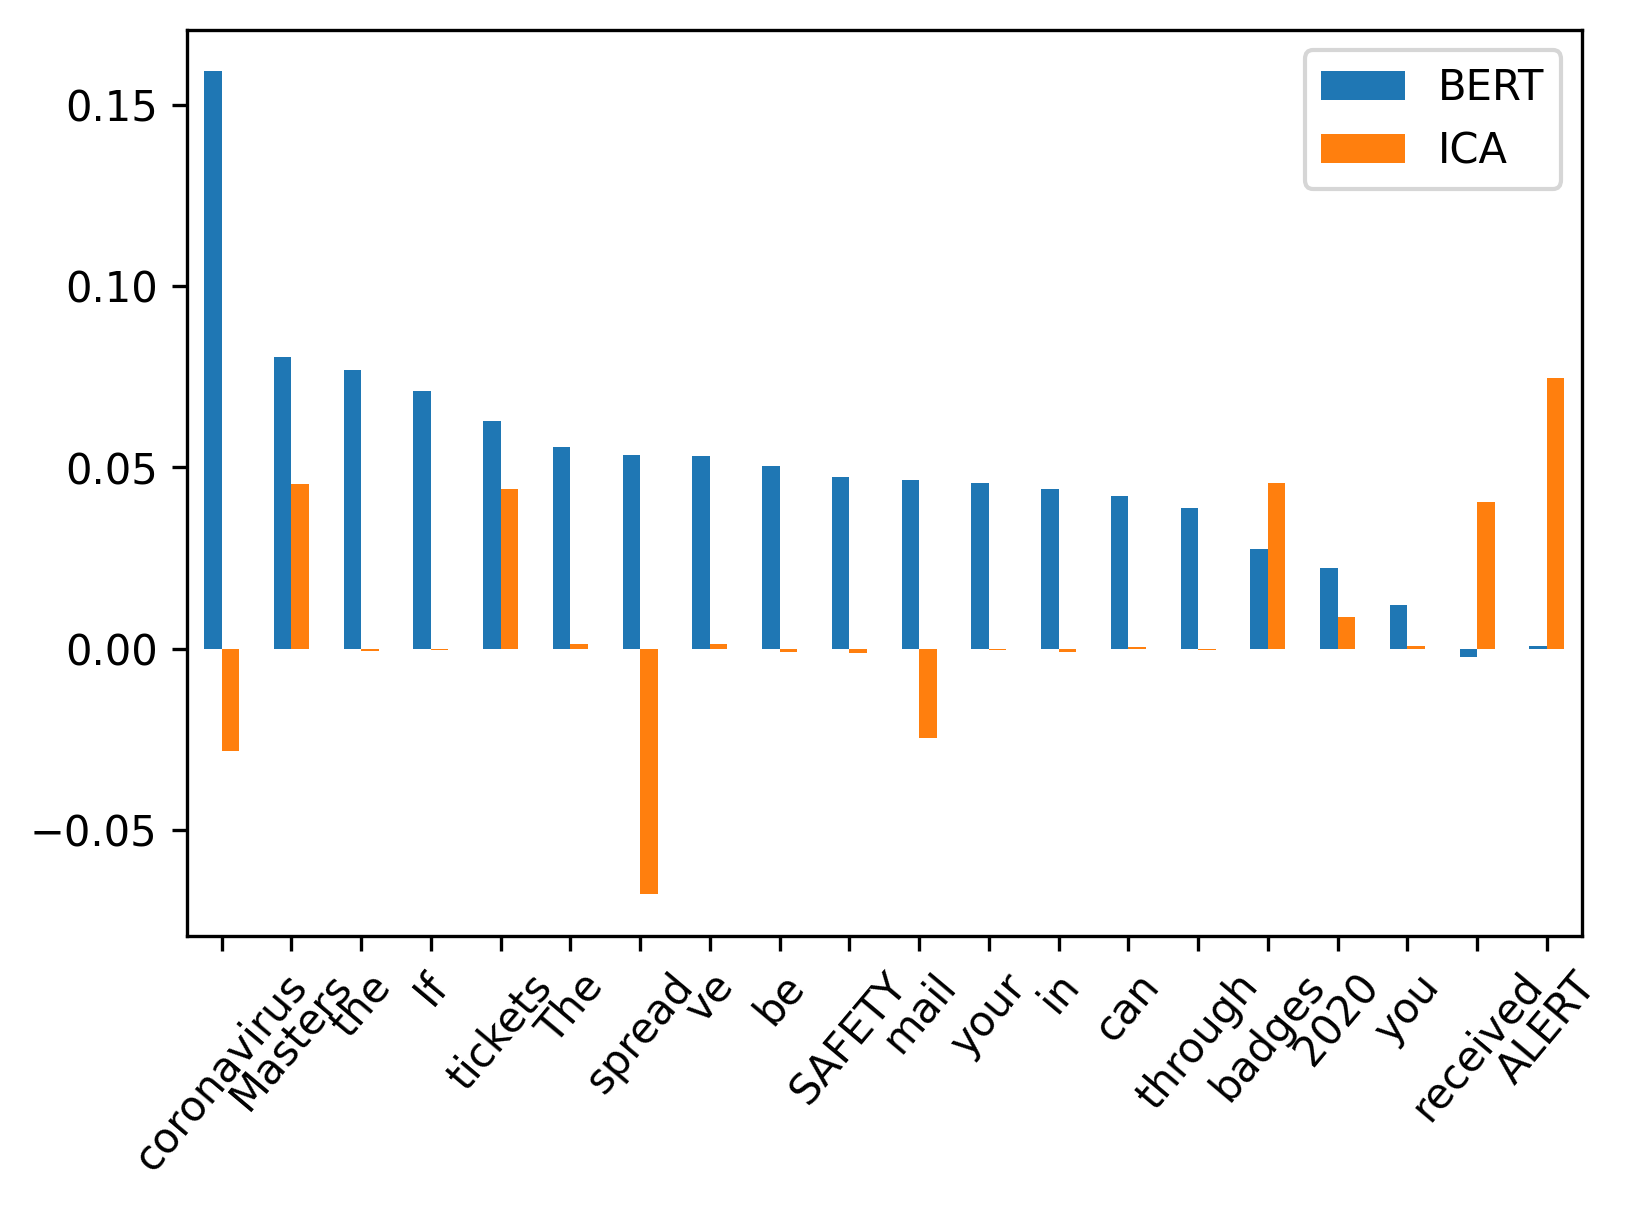 BERT
ICA
0.15
0.10
0.05
0.00
−0.05
coronavirus
Masters
the
If
tickets
The
spread
ve
be
SAFETY
mail
your
in
can
through
badges
2020
you
received
ALERT